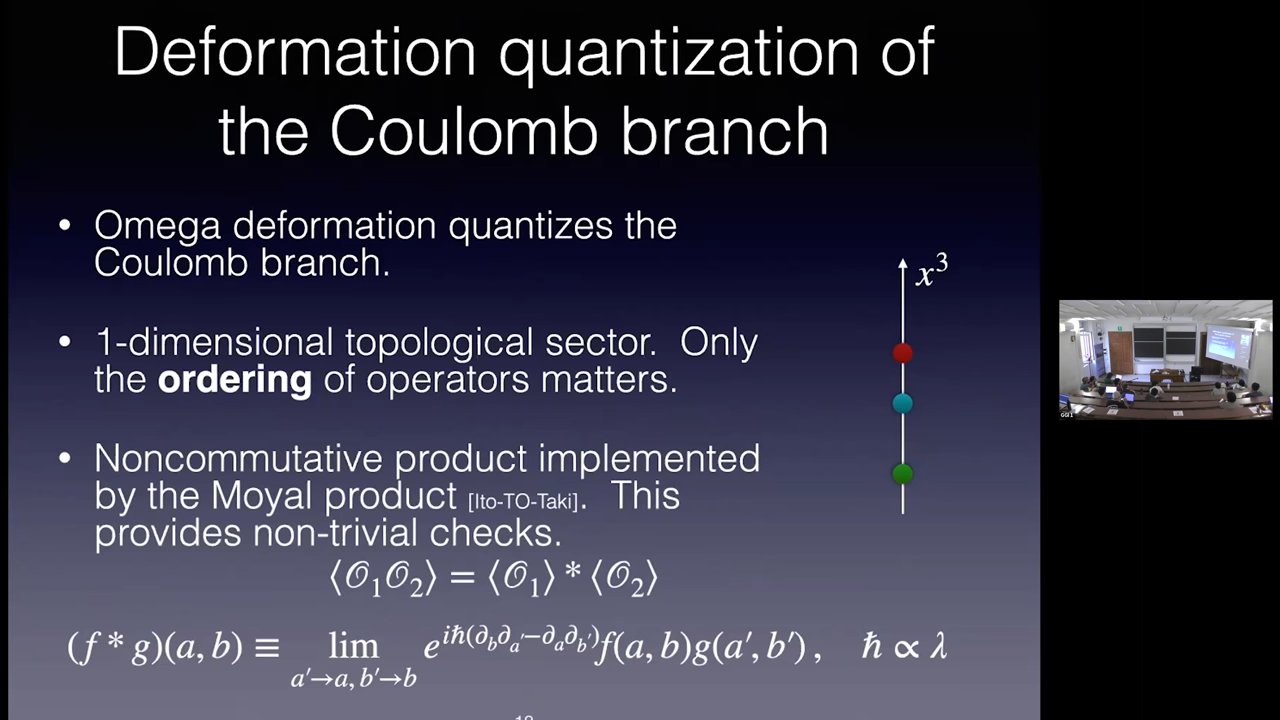 Deformation quantization of
the Coulomb branch
• Omega deformation quantizes the
Coulomb branch.
x³
• 1-dimensional topological sector. Only
the ordering of operators matters.
• Noncommutative product implemented
by the Moyal product [Ito-TO-Taki]. This
provides non-trivial checks.
⟨𝒪₁𝒪₂⟩ = ⟨𝒪₁⟩ * ⟨𝒪₂⟩
(f * g)(a, b) ≡ lim_{a′→a, b′→b} e^{iℏ(∂_b∂_{a′}−∂_a∂_{b′})} f(a, b)g(a′, b′) , ℏ ∝ λ